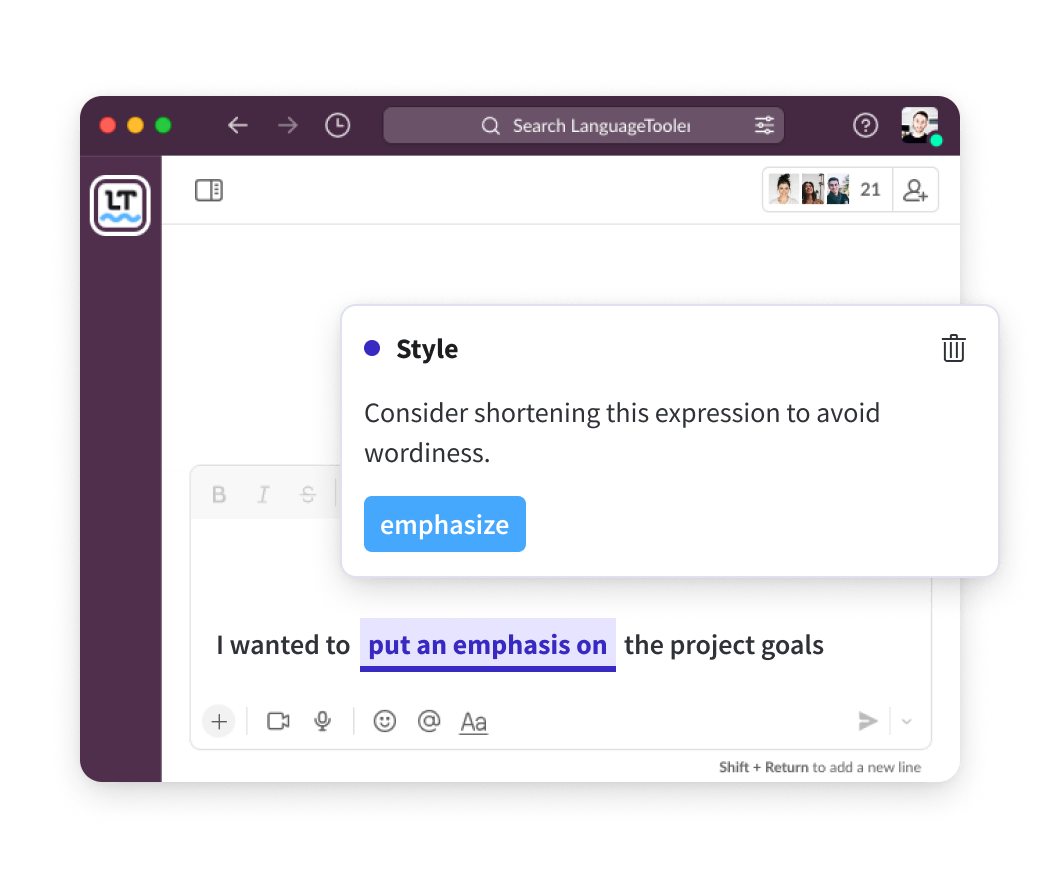 Search LanguageTooler
LT
21
Style
Consider shortening this expression to avoid
wordiness.
emphasize
B I S
I wanted to put an emphasis on the project goals
Aa
Shift + Return to add a new line